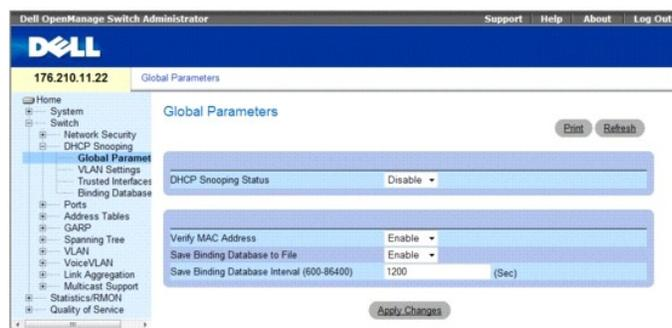 Dell OpenManage Switch Administrator Support Help About Log Out
DELL
176.210.11.22 Global Parameters
Home
System
Switch
Network Security
DHCP Snooping
Global Paramet
VLAN Settings
Trusted Interfaces
Binding Database
Ports
Address Tables
GARP
Spanning Tree
VLAN
VoiceVLAN
Link Aggregation
Multicast Support
Statistics/RMON
Quality of Service
Global Parameters
Print Refresh
DHCP Snooping Status Disable
Verify MAC Address Enable
Save Binding Database to File Enable
Save Binding Database Interval (600-86400) 1200 (Sec)
Apply Changes